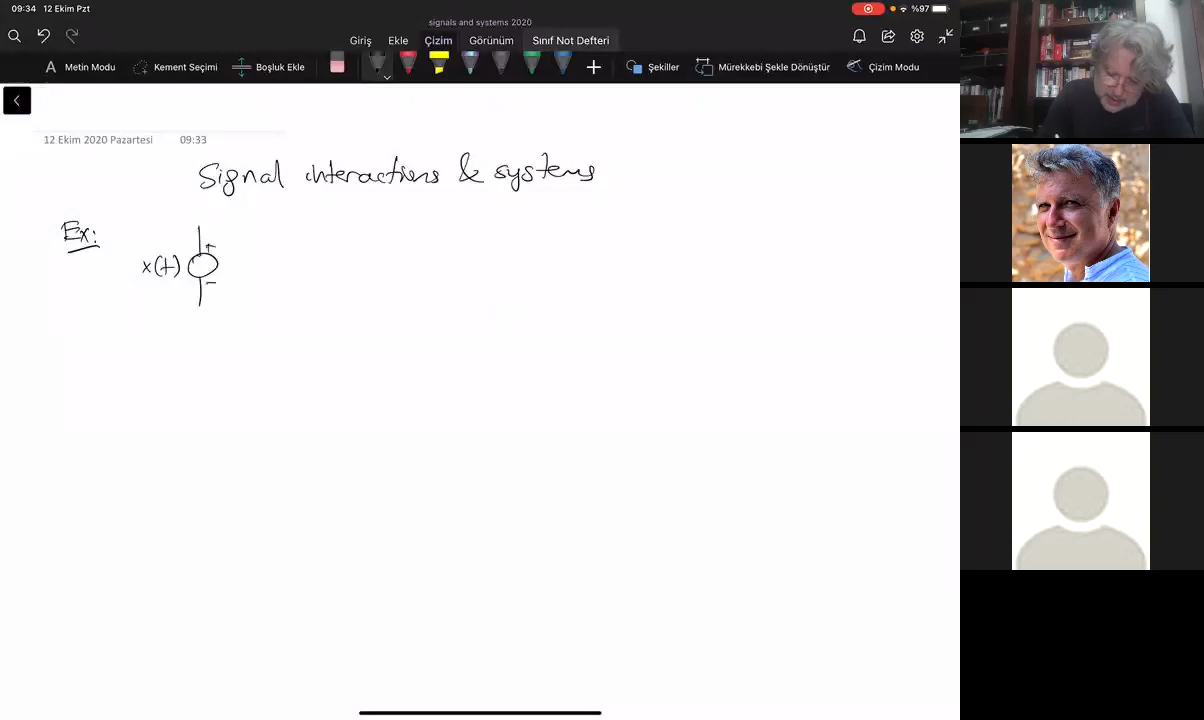 09:34 12 Ekim Pzt
%97
signals and systems 2020
Giriş Ekle Çizim Görünüm Sınıf Not Defteri
A Metin Modu Kement Seçimi Boşluk Ekle Şekiller Mürekkebi Şekle Dönüştür Çizim Modu
12 Ekim 2020 Pazartesi 09:33
Signal interactions & systems
Ex:
+
x(t)
-